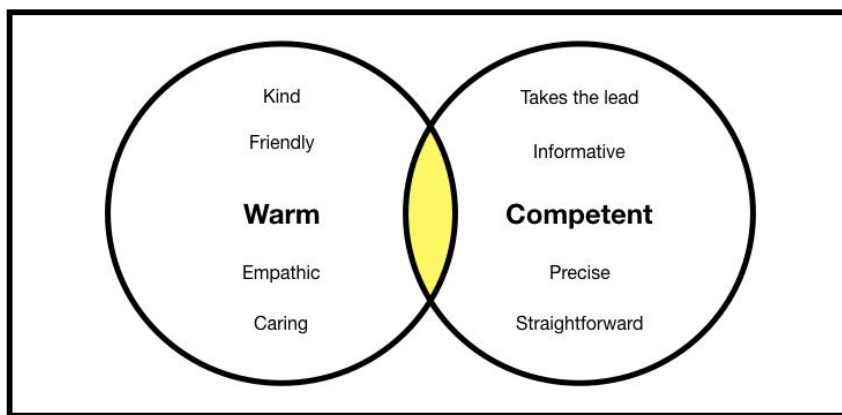 Kind
Friendly
Warm
Empathic
Caring
Takes the lead
Informative
Competent
Precise
Straightforward